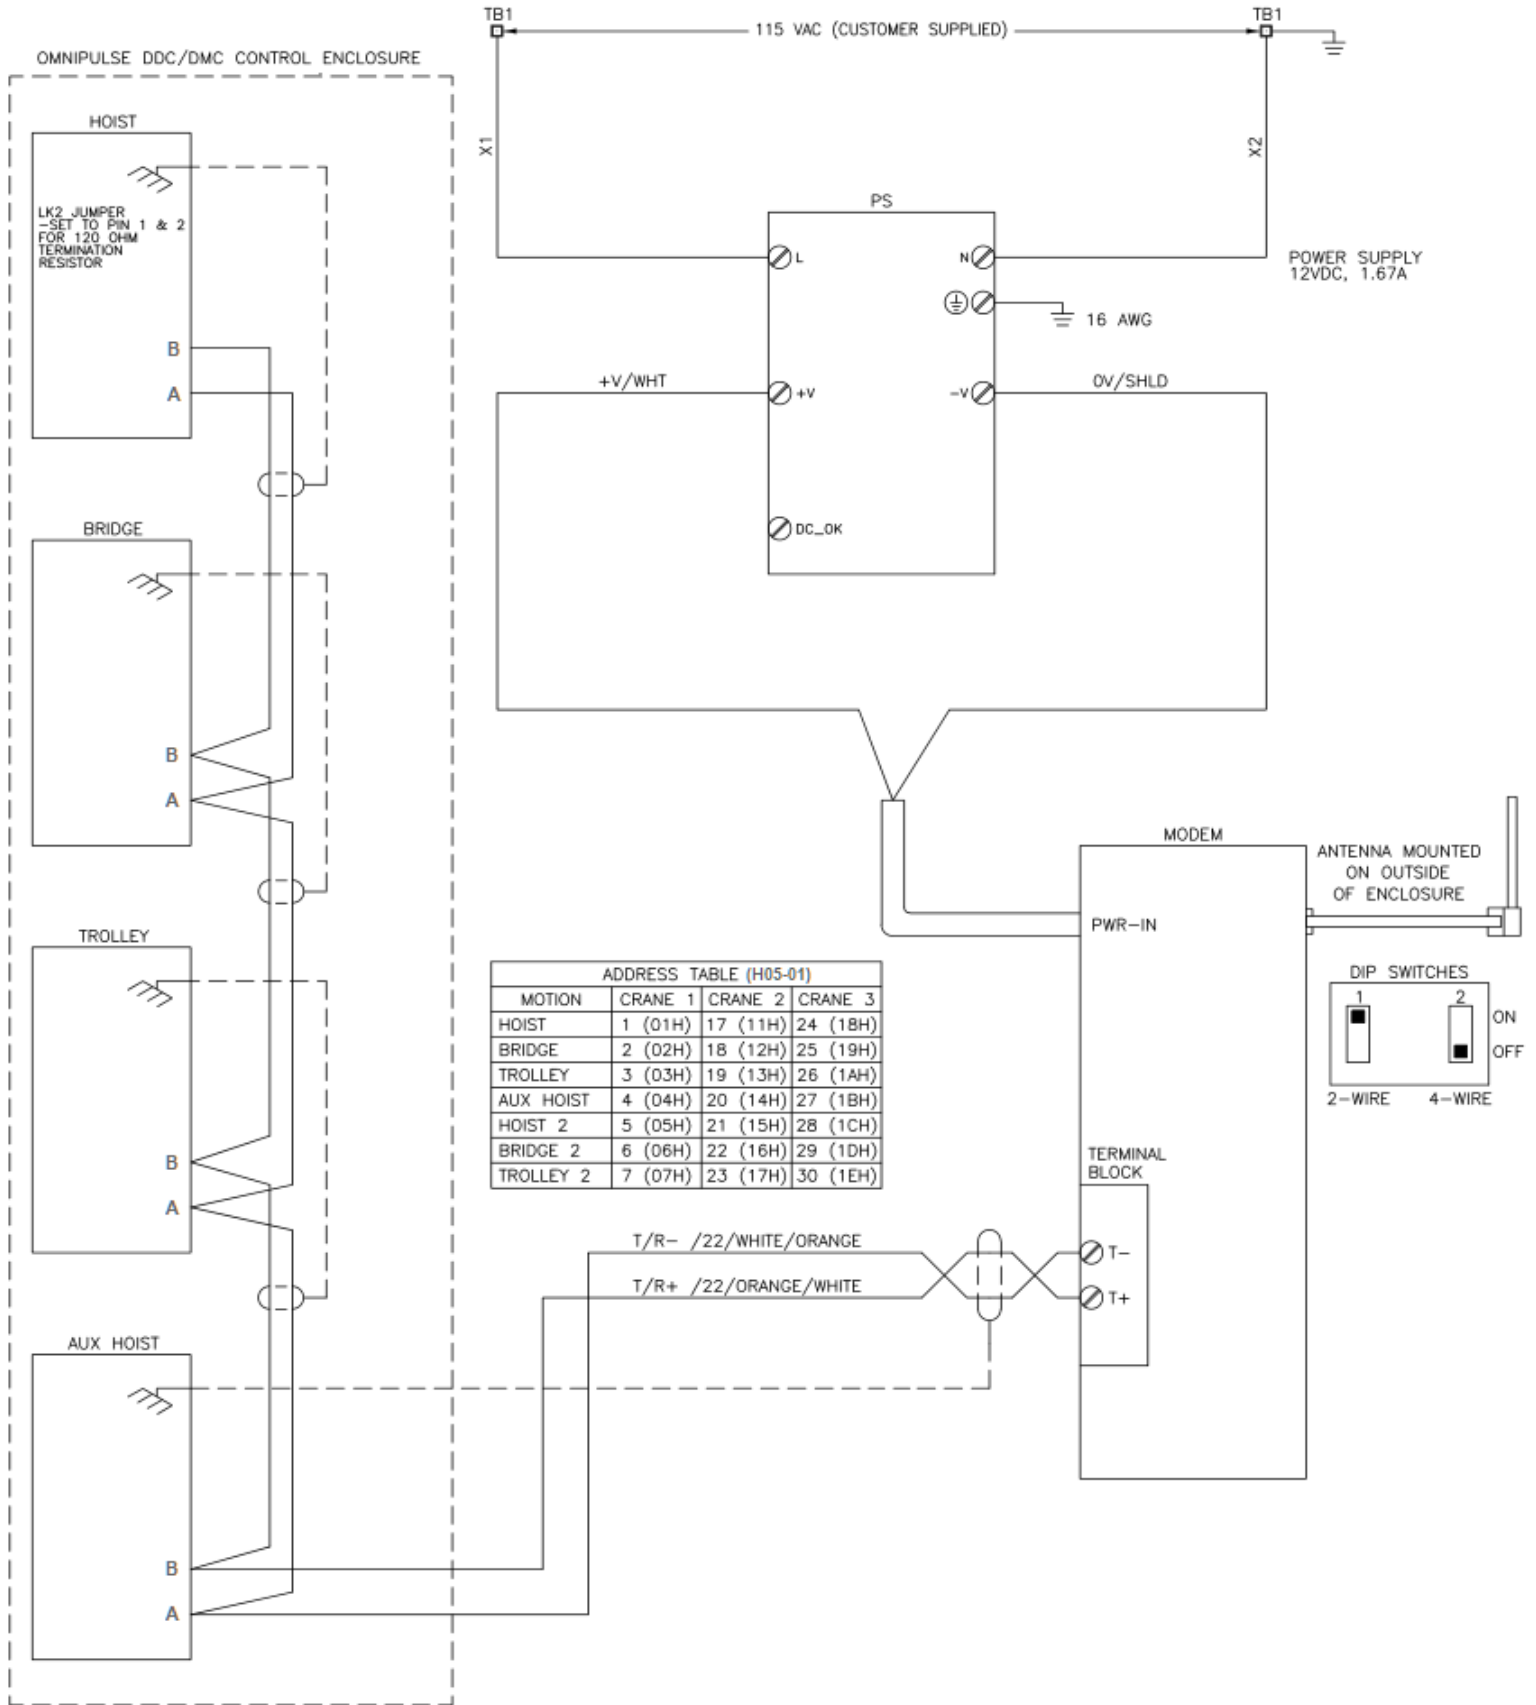 TB1
TB1
115 VAC (CUSTOMER SUPPLIED)
OMNIPULSE DDC/DMC CONTROL ENCLOSURE
HOIST
LK2 JUMPER
-SET TO PIN 1 & 2
FOR 120 OHM
TERMINATION
RESISTOR
B
A
BRIDGE
B
A
TROLLEY
B
A
AUX HOIST
B
A
X1
X2
PS
L
N
16 AWG
+V
-V
DC_OK
POWER SUPPLY
12VDC, 1.67A
+V/WHT
0V/SHLD
MODEM
PWR-IN
ANTENNA MOUNTED
ON OUTSIDE
OF ENCLOSURE
DIP SWITCHES
1 2
ON
OFF
2-WIRE 4-WIRE
ADDRESS TABLE (H05-01)
MOTION CRANE 1 CRANE 2 CRANE 3
HOIST 1 (01H) 17 (11H) 24 (18H)
BRIDGE 2 (02H) 18 (12H) 25 (19H)
TROLLEY 3 (03H) 19 (13H) 26 (1AH)
AUX HOIST 4 (04H) 20 (14H) 27 (1BH)
HOIST 2 5 (05H) 21 (15H) 28 (1CH)
BRIDGE 2 6 (06H) 22 (16H) 29 (1DH)
TROLLEY 2 7 (07H) 23 (17H) 30 (1EH)
TERMINAL
BLOCK
T/R- /22/WHITE/ORANGE
T-
T/R+ /22/ORANGE/WHITE
T+